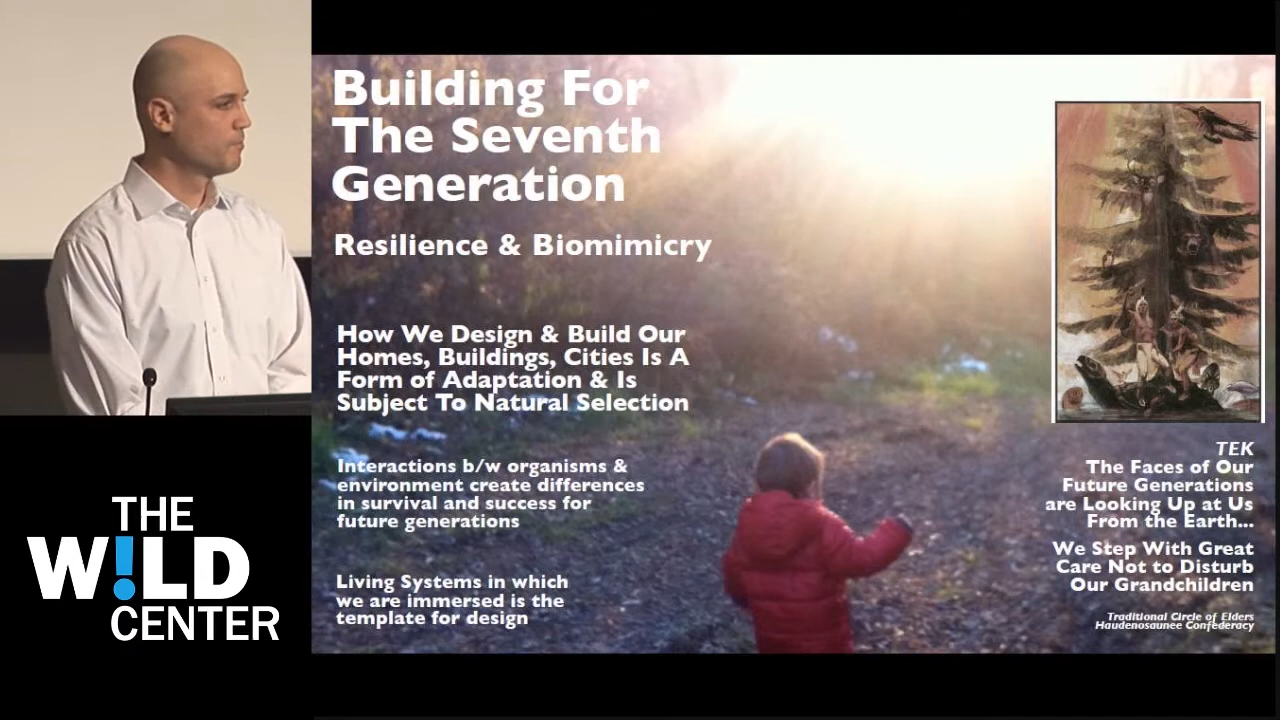 Building For
The Seventh
Generation
Resilience & Biomimicry
How We Design & Build Our
Homes, Buildings, Cities Is A
Form of Adaptation & Is
Subject To Natural Selection
Interactions b/w organisms &
environment create differences
in survival and success for
future generations
Living Systems in which
we are immersed is the
template for design
TEK
The Faces of Our
Future Generations
are Looking Up at Us
From the Earth...
We Step With Great
Care Not to Disturb
Our Grandchildren
Traditional Circle of Elders
Haudenosaunee Confederacy
THE
W!LD
CENTER